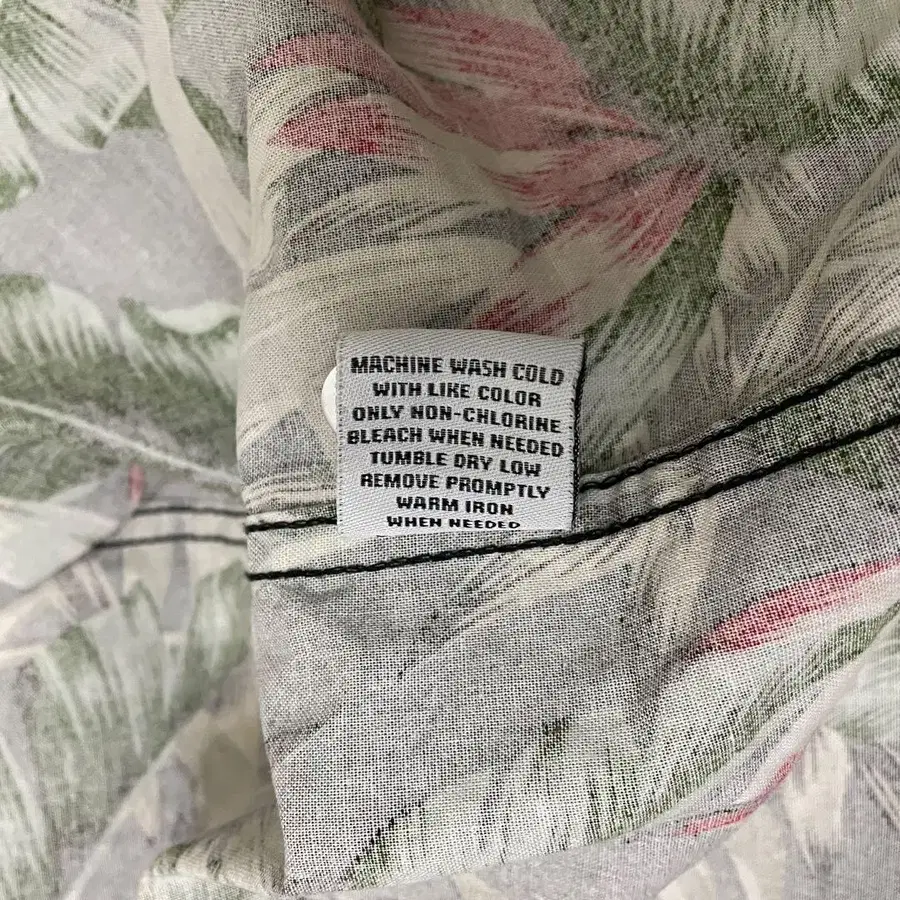 MACHINE WASH COLD
WITH LIKE COLOR
ONLY NON-CHLORINE
BLEACH WHEN NEEDED
TUMBLE DRY LOW
REMOVE PROMPTLY
WARM IRON
WHEN NEEDED